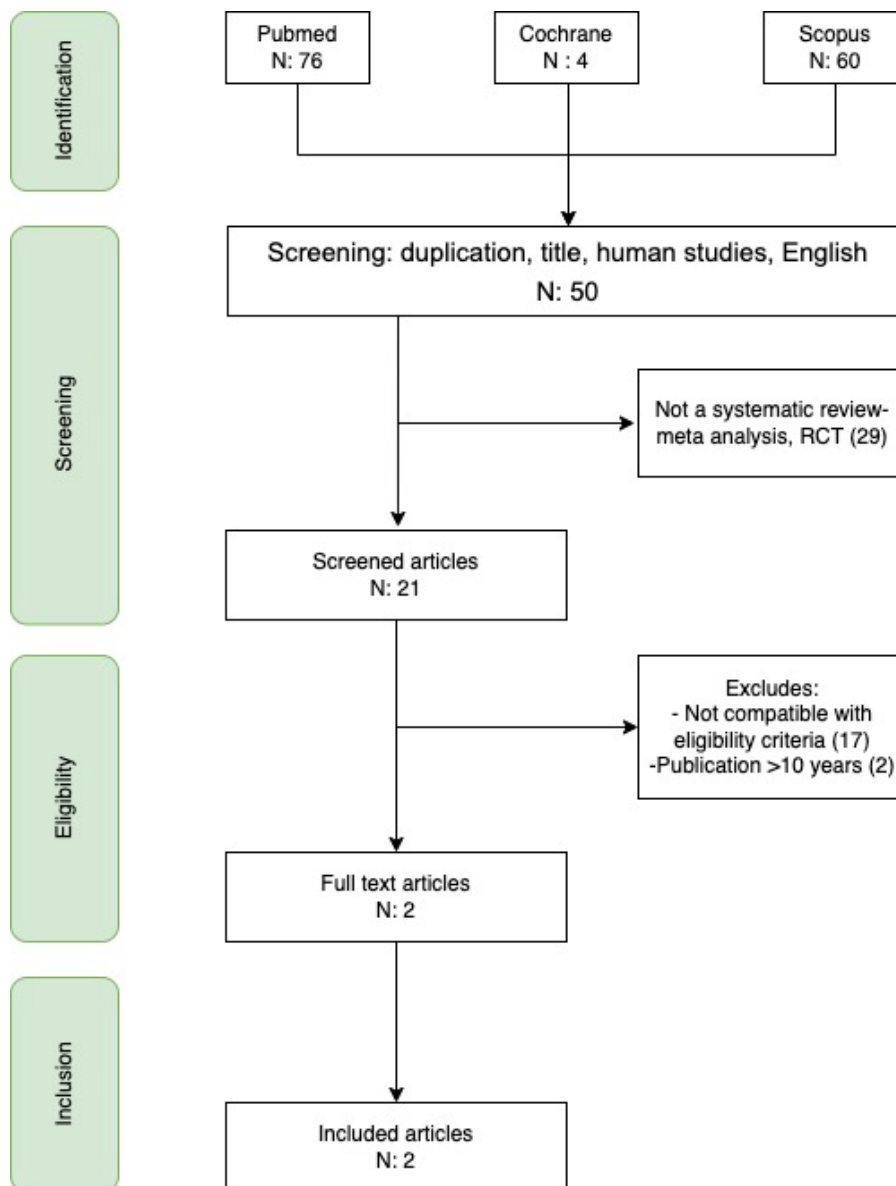 Identification
Pubmed
N: 76
Cochrane
N : 4
Scopus
N: 60
Screening
Screening: duplication, title, human studies, English
N: 50
Not a systematic review-
meta analysis, RCT (29)
Screened articles
N: 21
Eligibility
Excludes:
- Not compatible with
eligibility criteria (17)
-Publication >10 years (2)
Full text articles
N: 2
Inclusion
Included articles
N: 2